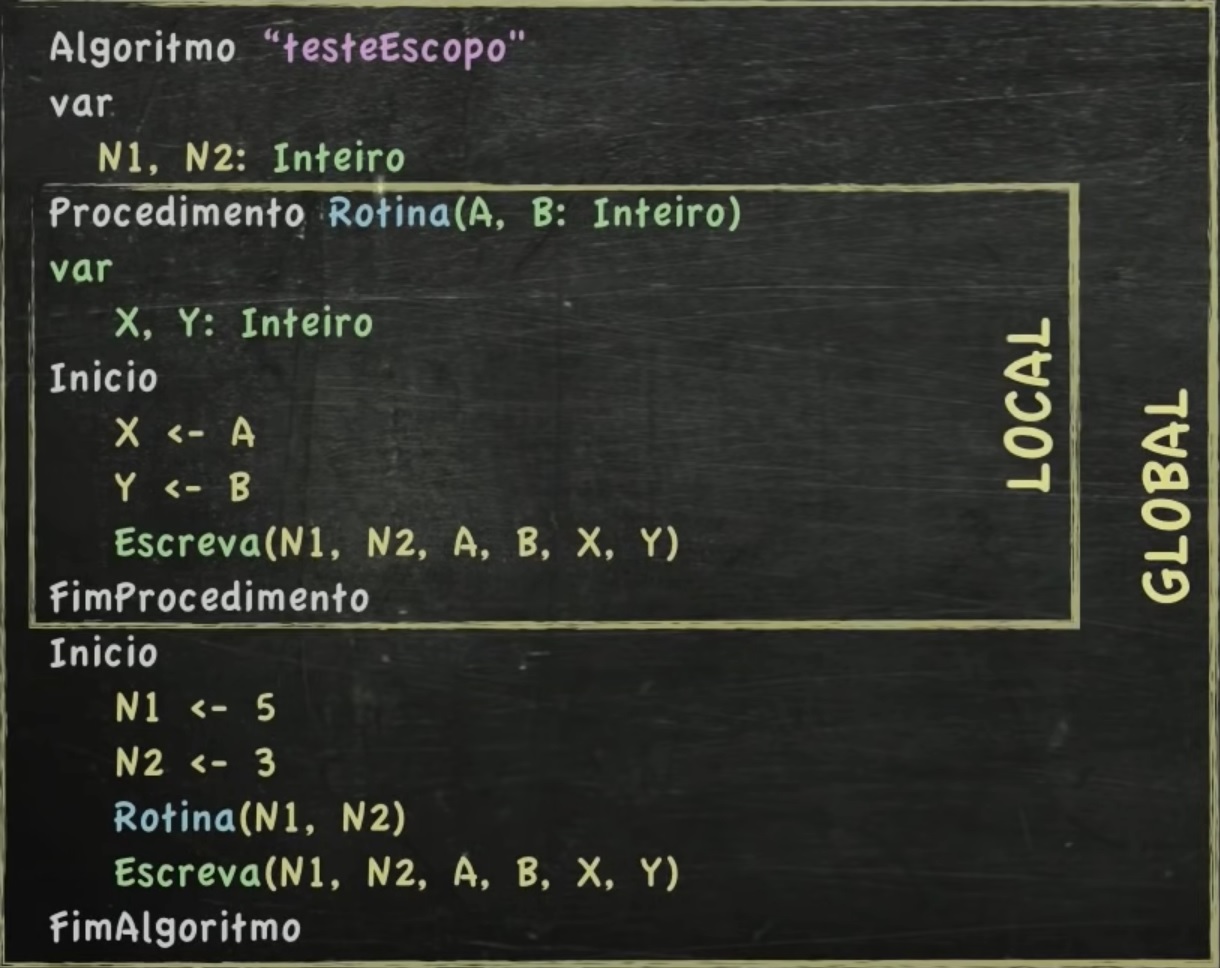 Algoritmo “testeEscopo"
var
N1, N2: Inteiro
Procedimento Rotina(A, B: Inteiro)
var
X, Y: Inteiro
Inicio
X <- A
Y <- B
Escreva(N1, N2, A, B, X, Y)
FimProcedimento
LOCAL
Inicio
N1 <- 5
N2 <- 3
Rotina(N1, N2)
Escreva(N1, N2, A, B, X, Y)
FimAlgoritmo
GLOBAL